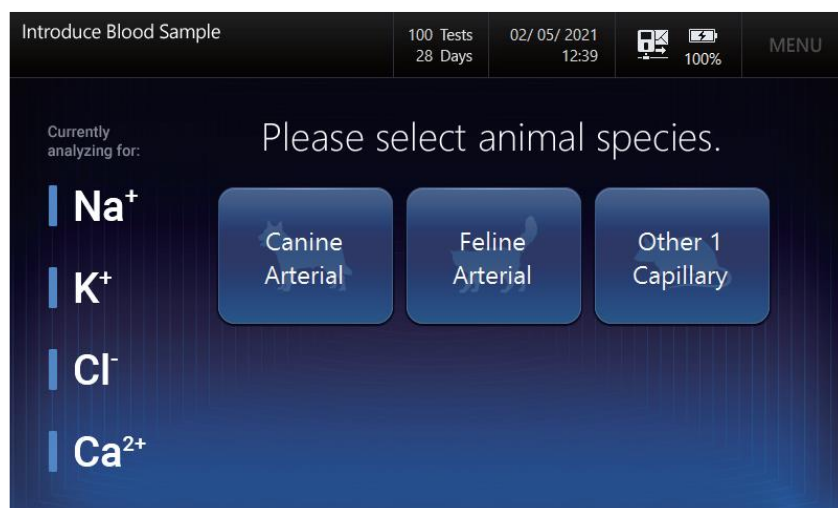 Introduce Blood Sample
100 Tests
28 Days
02/ 05/ 2021
12:39
100%
MENU
Currently
analyzing for:
Please select animal species.
Na⁺
K⁺
Cl⁻
Ca²⁺
Canine
Arterial
Feline
Arterial
Other 1
Capillary